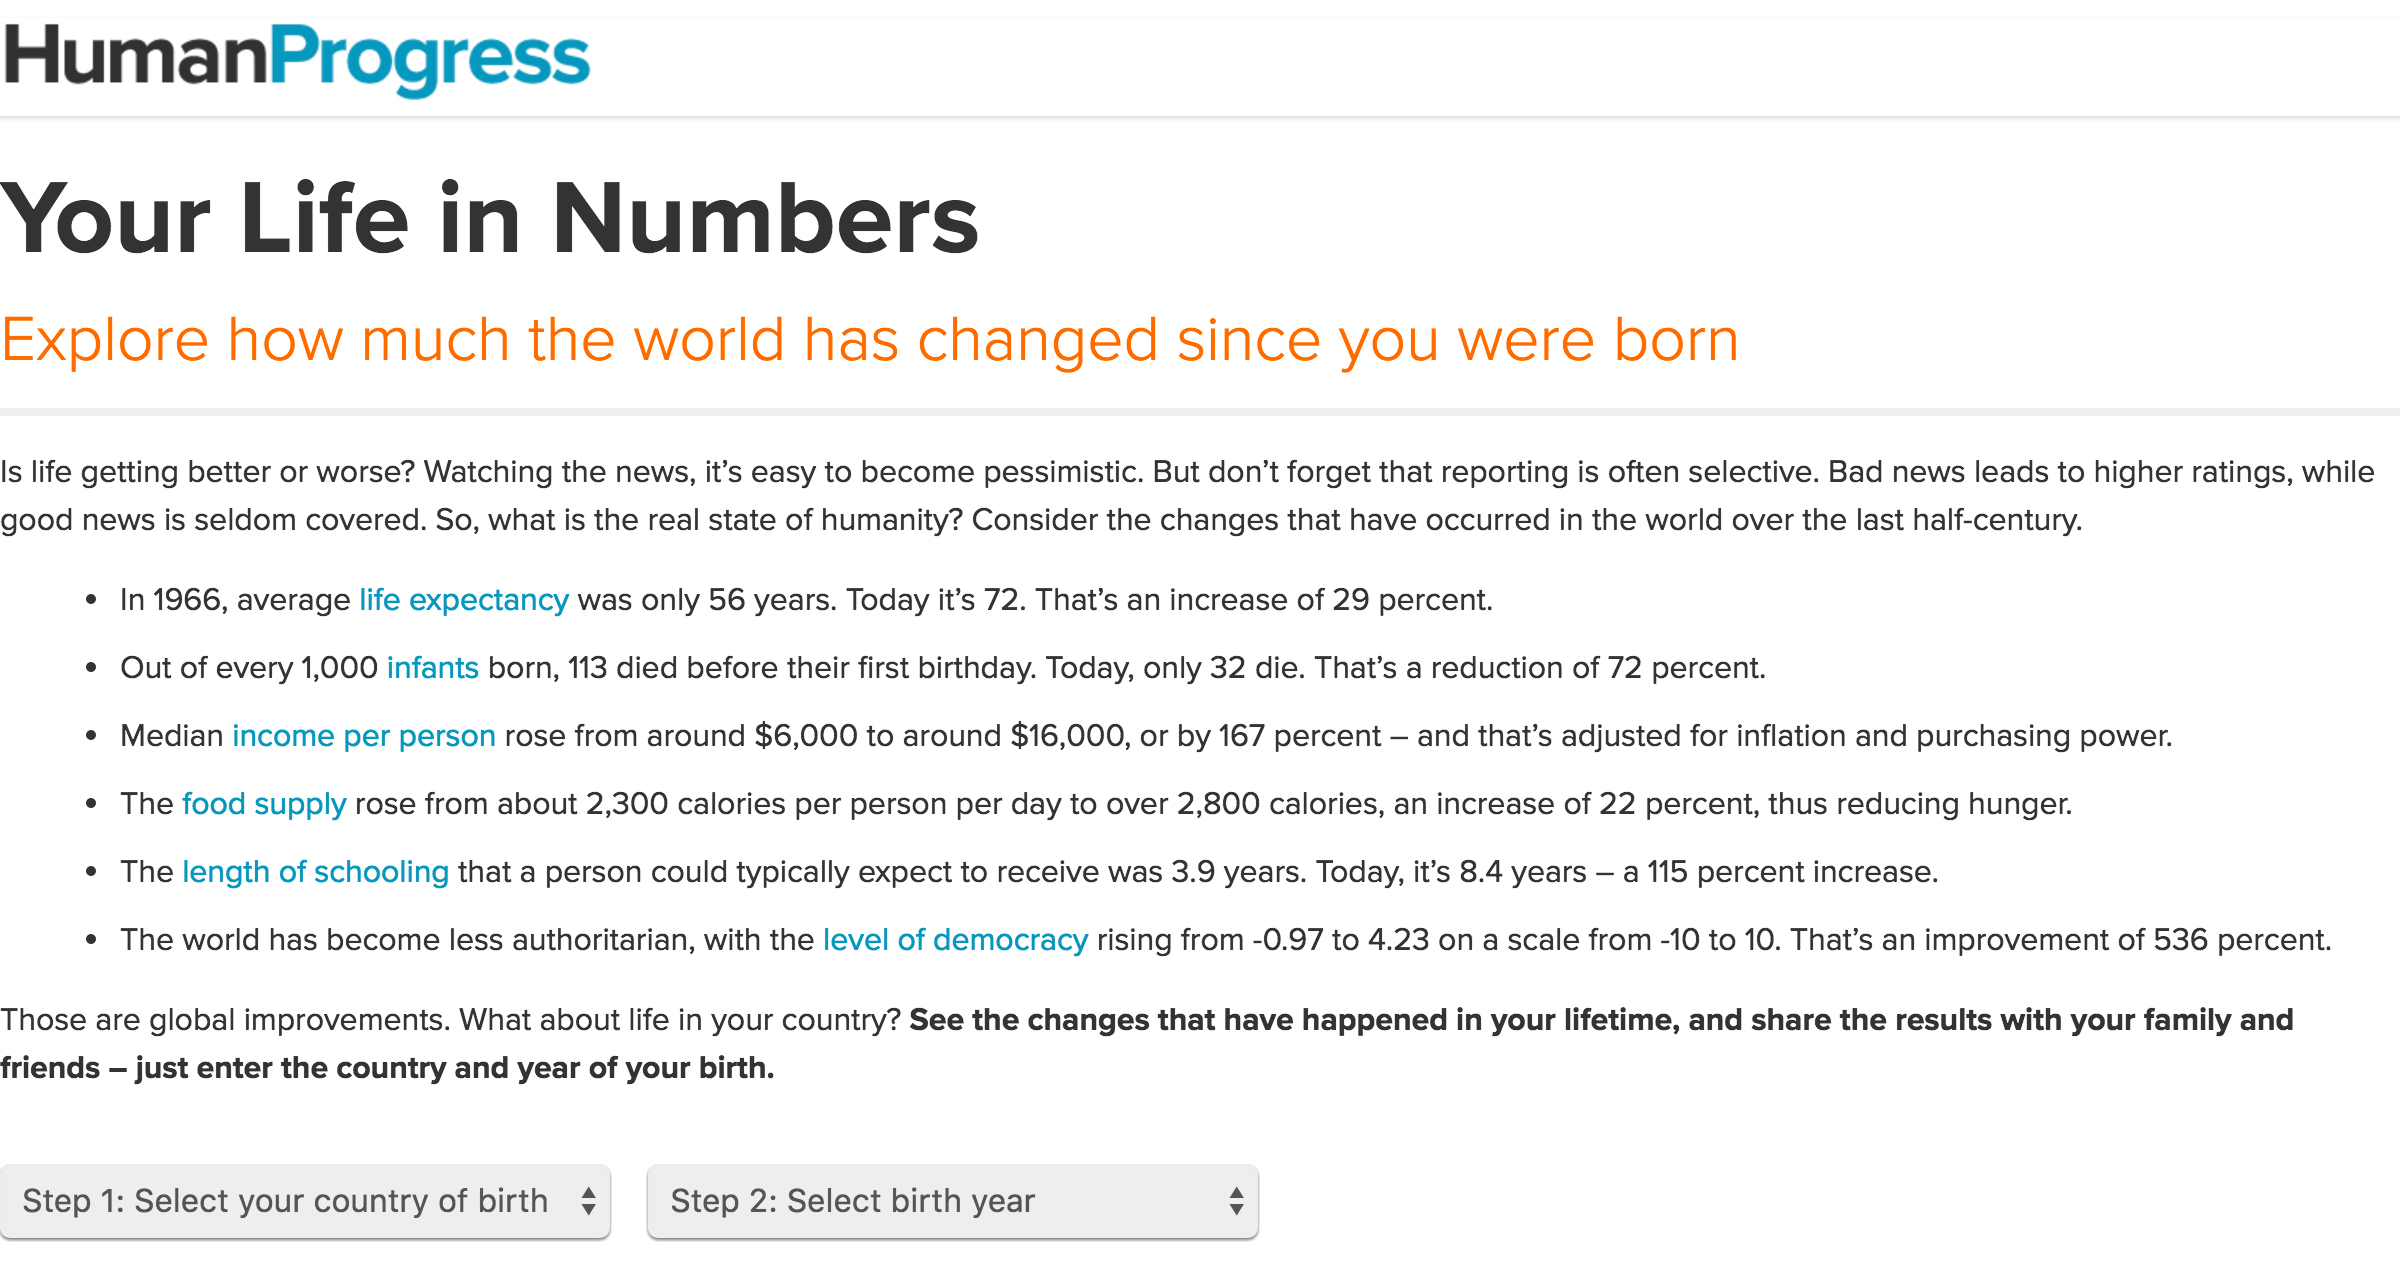 HumanProgress
Your Life in Numbers
Explore how much the world has changed since you were born
Is life getting better or worse? Watching the news, it’s easy to become pessimistic. But don’t forget that reporting is often selective. Bad news leads to higher ratings, while
good news is seldom covered. So, what is the real state of humanity? Consider the changes that have occurred in the world over the last half-century.
• In 1966, average life expectancy was only 56 years. Today it’s 72. That’s an increase of 29 percent.
• Out of every 1,000 infants born, 113 died before their first birthday. Today, only 32 die. That’s a reduction of 72 percent.
• Median income per person rose from around $6,000 to around $16,000, or by 167 percent – and that’s adjusted for inflation and purchasing power.
• The food supply rose from about 2,300 calories per person per day to over 2,800 calories, an increase of 22 percent, thus reducing hunger.
• The length of schooling that a person could typically expect to receive was 3.9 years. Today, it’s 8.4 years – a 115 percent increase.
• The world has become less authoritarian, with the level of democracy rising from -0.97 to 4.23 on a scale from -10 to 10. That’s an improvement of 536 percent.
Those are global improvements. What about life in your country? See the changes that have happened in your lifetime, and share the results with your family and
friends – just enter the country and year of your birth.
Step 1: Select your country of birth
Step 2: Select birth year